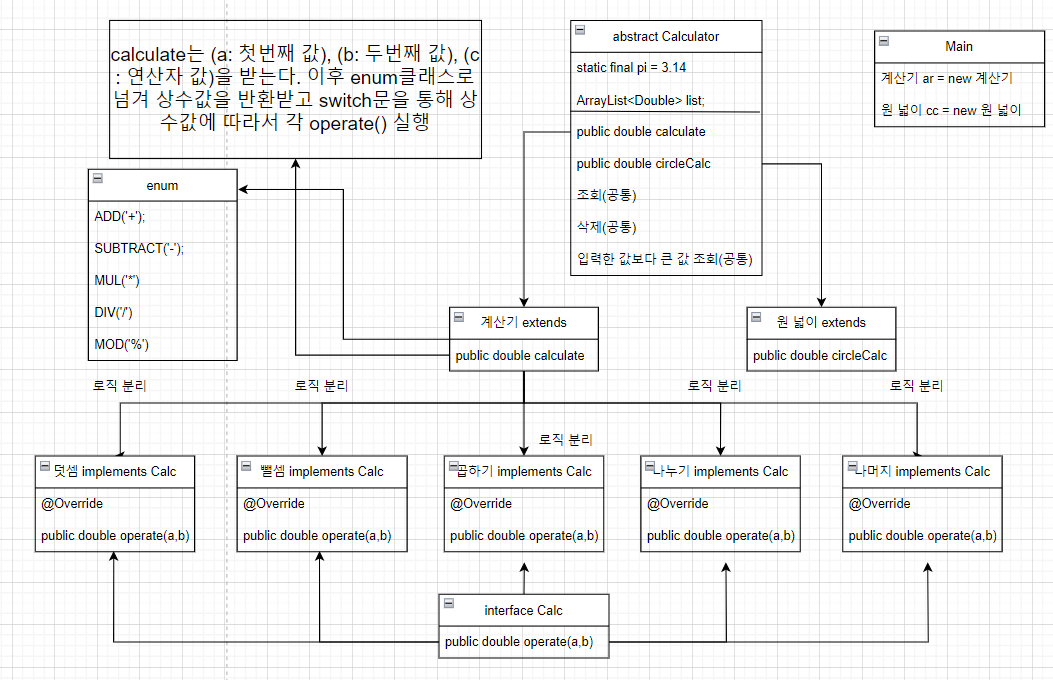 calculate는 (a: 첫번째 값), (b: 두번째 값), (c
: 연산자 값)을 받는다. 이후 enum클래스로
넘겨 상수값을 반환받고 switch문을 통해 상
수값에 따라서 각 operate() 실행
abstract Calculator
static final pi = 3.14
ArrayList<Double> list;
public double calculate
public double circleCalc
조회(공통)
삭제(공통)
입력한 값보다 큰 값 조회(공통)
Main
계산기 ar = new 계산기
원 넓이 cc = new 원 넓이
enum
ADD('+');
SUBTRACT('-');
MUL('*')
DIV('/')
MOD('%')
계산기 extends
public double calculate
원 넓이 extends
public double circleCalc
로직 분리
로직 분리
로직 분리
로직 분리
로직 분리
덧셈 implements Calc
@Override
public double operate(a,b)
뺄셈 implements Calc
@Override
public double operate(a,b)
곱하기 implements Calc
@Override
public double operate(a,b)
나누기 implements Calc
@Override
public double operate(a,b)
나머지 implements Calc
@Override
public double operate(a,b)
interface Calc
public double operate(a,b)